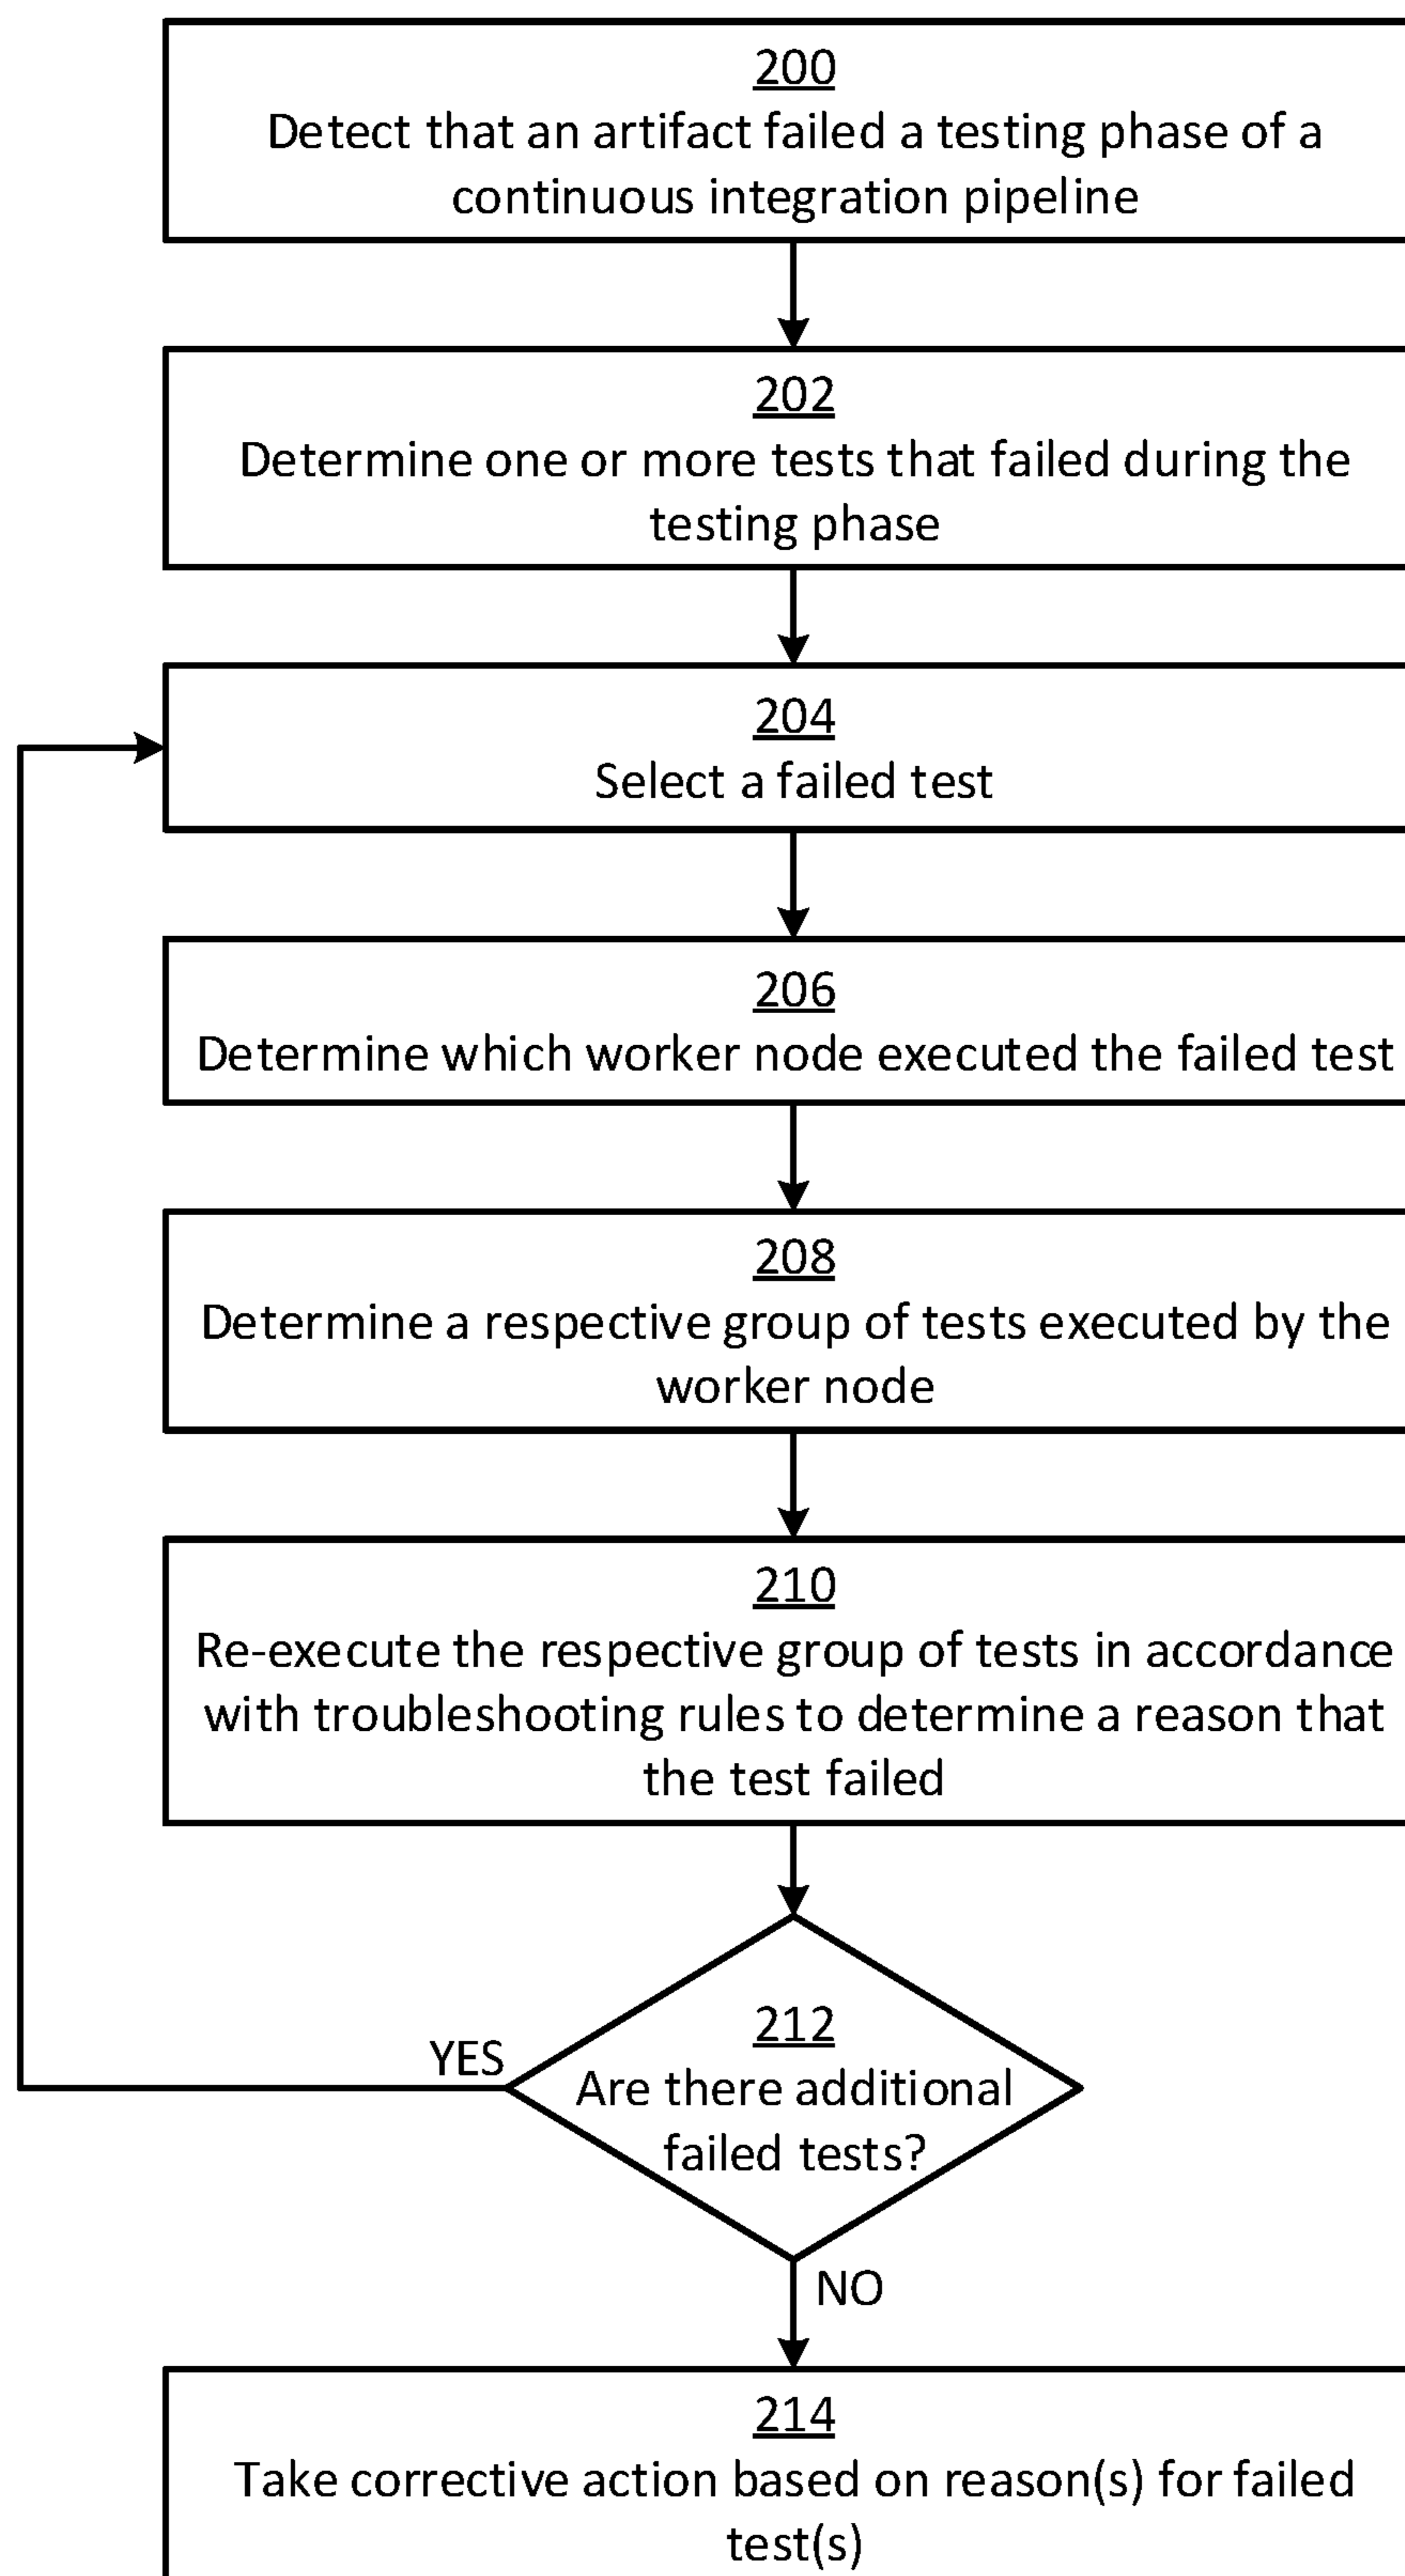 200
Detect that an artifact failed a testing phase of a
continuous integration pipeline
202
Determine one or more tests that failed during the
testing phase
204
Select a failed test
206
Determine which worker node executed the failed test
208
Determine a respective group of tests executed by the
worker node
210
Re-execute the respective group of tests in accordance
with troubleshooting rules to determine a reason that
the test failed
212
Are there additional
failed tests?
YES
NO
214
Take corrective action based on reason(s) for failed
test(s)